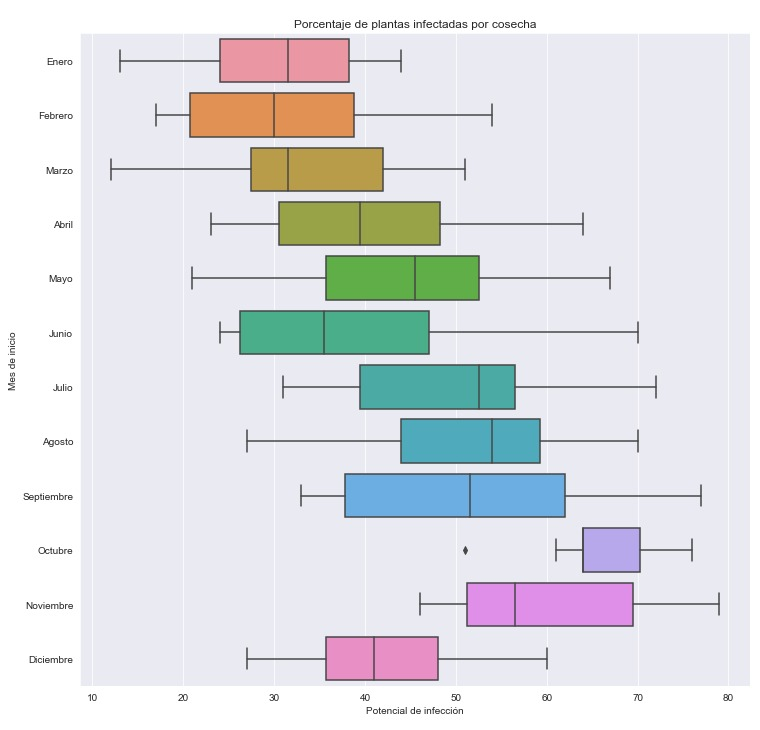 Porcentaje de plantas infectadas por cosecha
Enero
Febrero
Marzo
Abril
Mayo
Junio
Julio
Agosto
Septiembre
Octubre
Noviembre
Diciembre
Mes de inicio
10 20 30 40 50 60 70 80
Potencial de infección